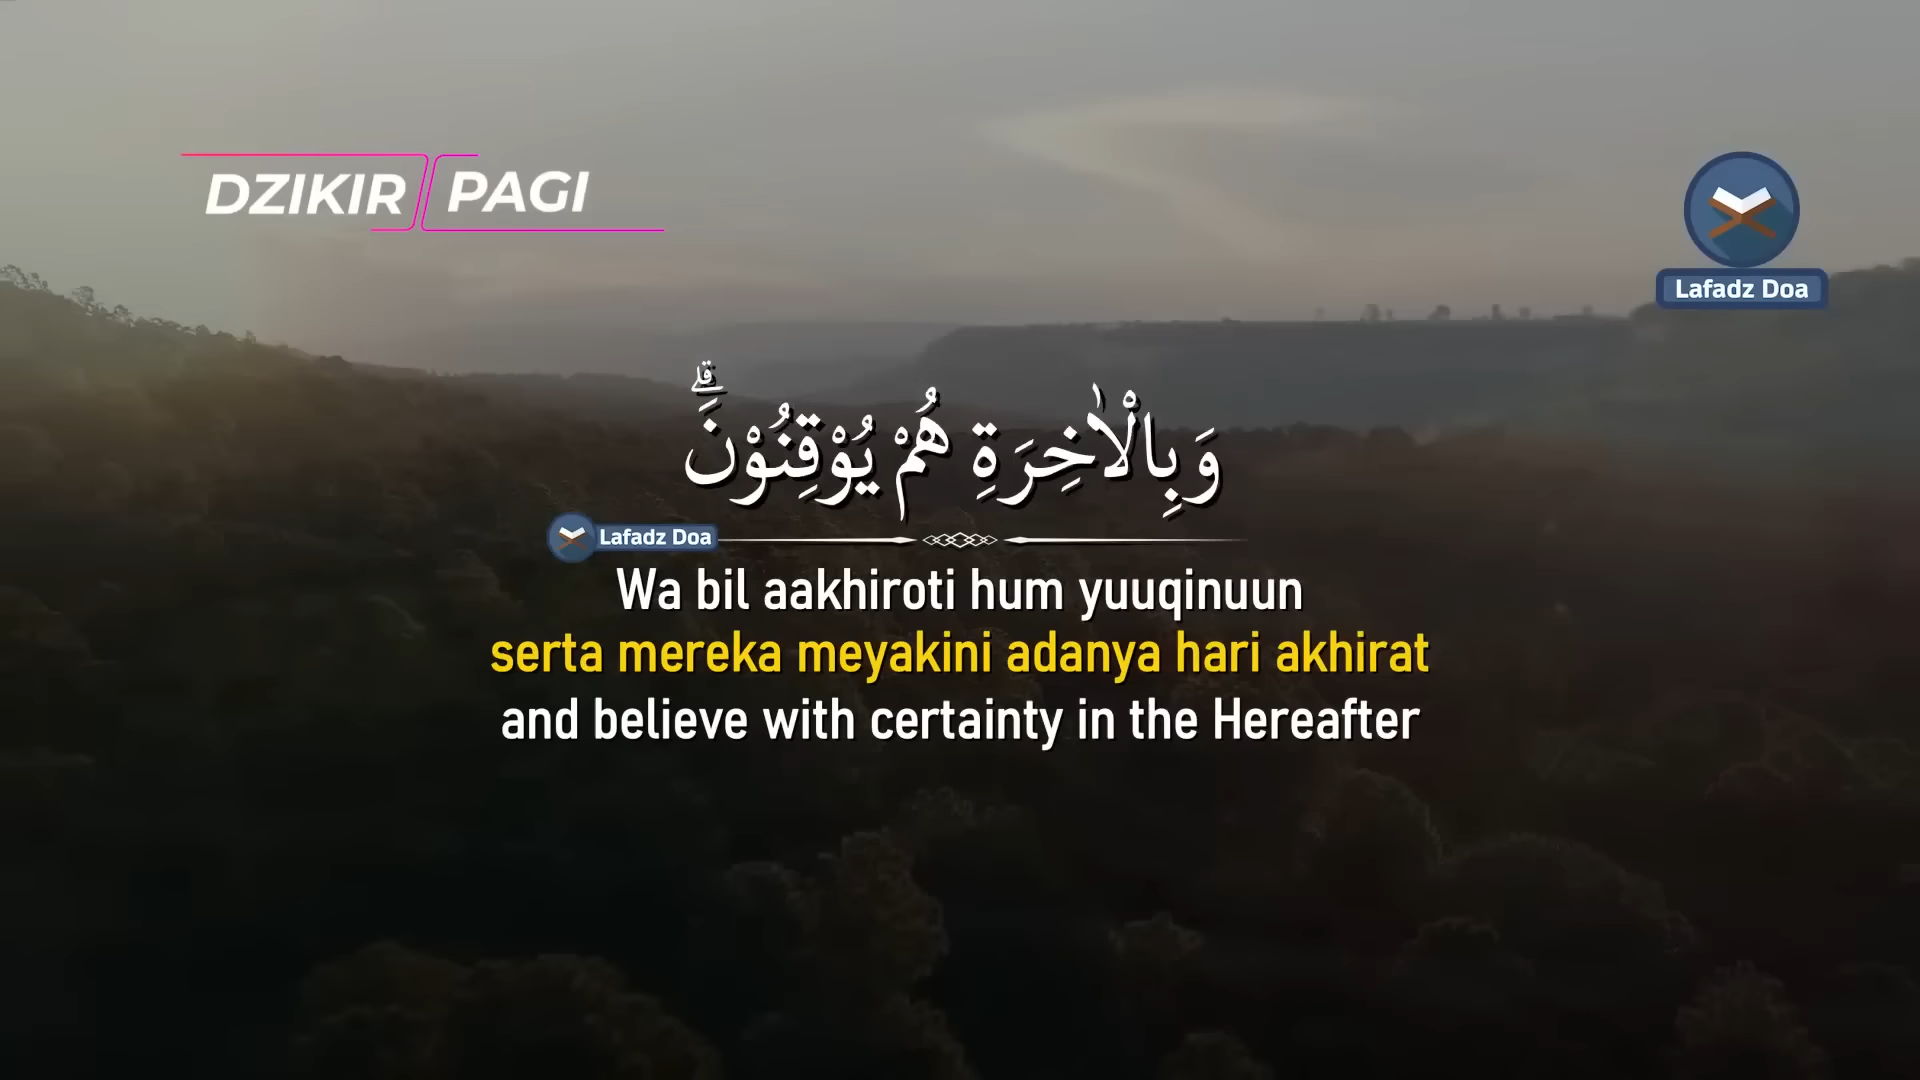 DZIKIR PAGI
Lafadz Doa
وَبِالْاٰخِرَةِ هُمْ يُوْقِنُوْنَۗ
Lafadz Doa
Wa bil aakhiroti hum yuuqinuun
serta mereka meyakini adanya hari akhirat
and believe with certainty in the Hereafter